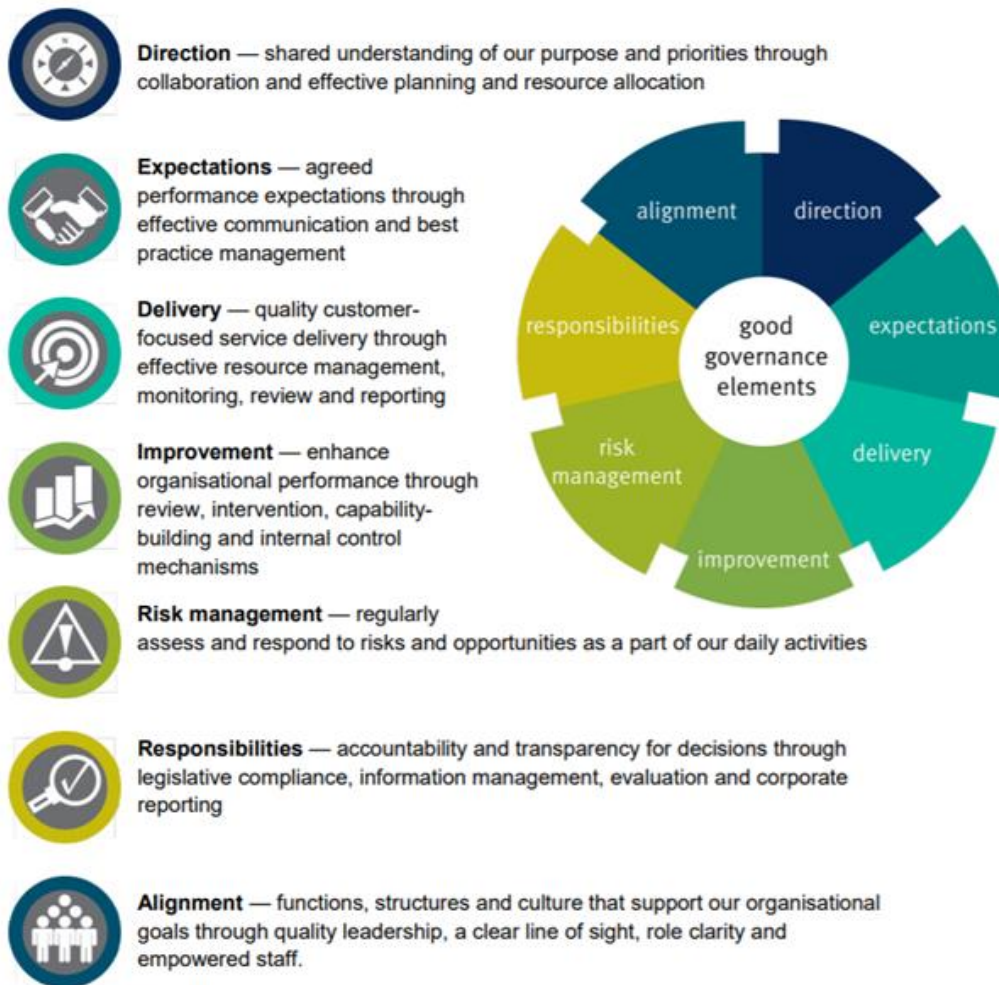 Direction — shared understanding of our purpose and priorities through
collaboration and effective planning and resource allocation
Expectations — agreed
performance expectations through
effective communication and best
practice management
Delivery — quality customer-
focused service delivery through
effective resource management,
monitoring, review and reporting
Improvement — enhance
organisational performance through
review, intervention, capability-
building and internal control
mechanisms
Risk management — regularly
assess and respond to risks and opportunities as a part of our daily activities
Responsibilities — accountability and transparency for decisions through
legislative compliance, information management, evaluation and corporate
reporting
Alignment — functions, structures and culture that support our organisational
goals through quality leadership, a clear line of sight, role clarity and
empowered staff.
good
governance
elements
direction
expectations
delivery
improvement
risk
management
responsibilities
alignment
N